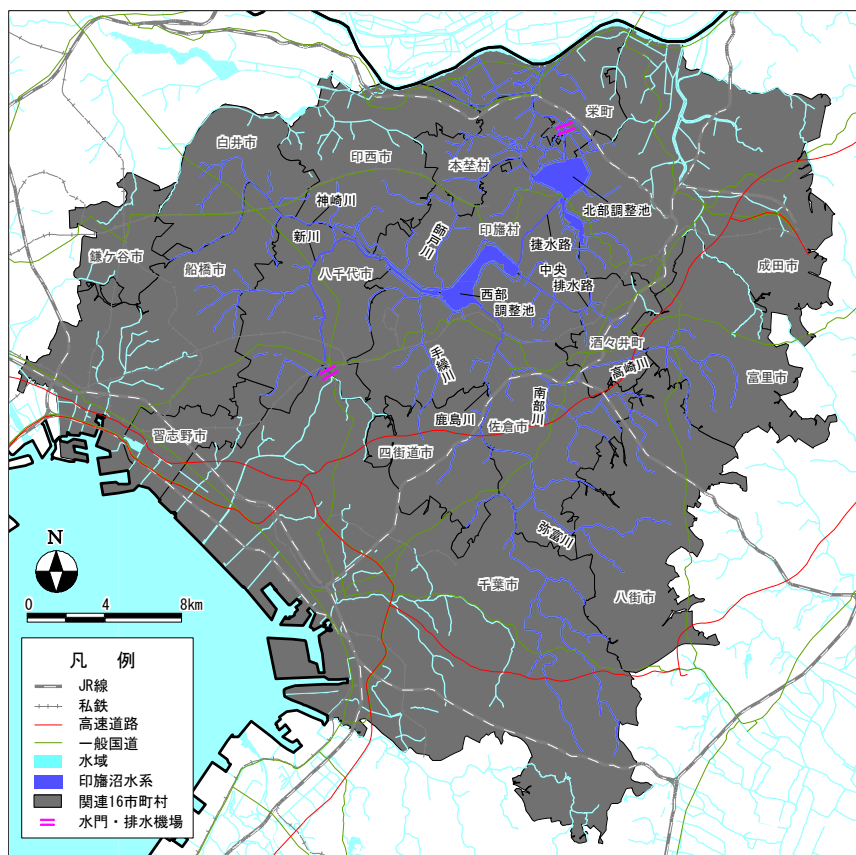 栄町
白井市
印西市
本埜村
神崎川
師戸川
印旛村
北部調整池
新川
捷水路
鎌ケ谷市
船橋市
八千代市
中央
排水路
成田市
西部
調整池
酒々井町
手繰川
高崎川
富里市
南部川
鹿島川
佐倉市
習志野市
四街道市
弥富川
千葉市
八街市
N
0 4 8km
凡 例
JR線
私鉄
高速道路
一般国道
水域
印旛沼水系
関連16市町村
水門・排水機場